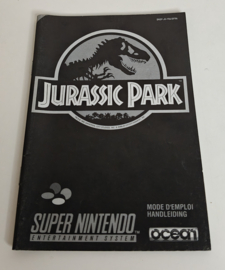 JURASSIC PARK
MODE D'EMPLOI
HANDLEIDING
SUPER NINTENDO
ENTERTAINMENT SYSTEM
ocean